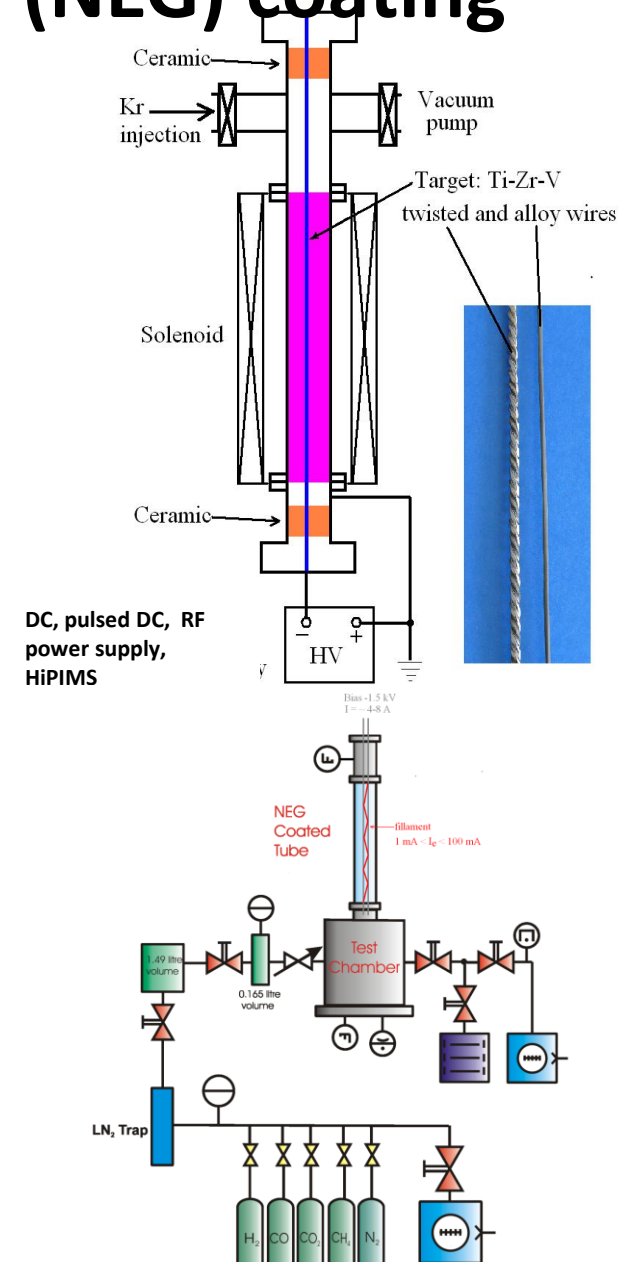 (NEG) coating
Ceramic
Kr
injection
Vacuum
pump
Target: Ti-Zr-V
twisted and alloy wires
Solenoid
Ceramic
DC, pulsed DC, RF
power supply,
HiPIMS
− +
HV
Bias -1.5 kV
I = ~ 4-8 A
NEG
Coated
Tube
fillament
1 mA < Ie < 100 mA
1.49 litre
volume
0.165 litre
volume
Test
Chamber
LN₂ Trap
H₂ CO CO₂ CH₄ N₂